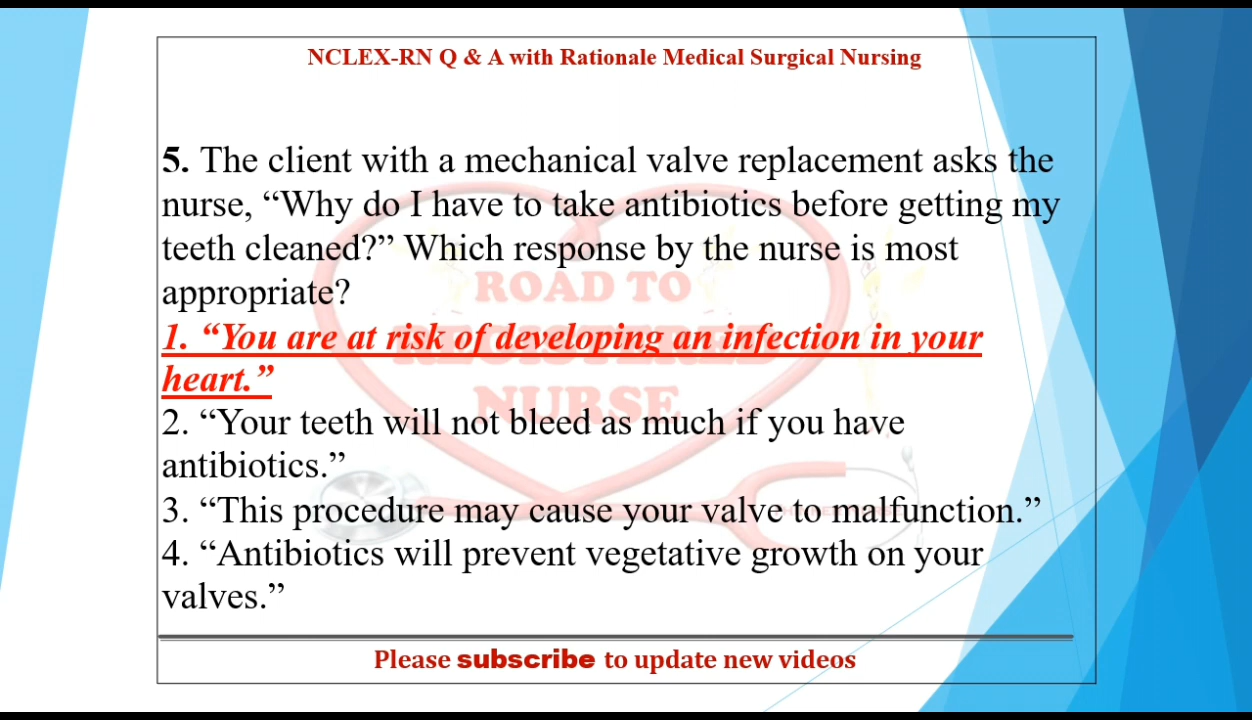 NCLEX-RN Q & A with Rationale Medical Surgical Nursing
5. The client with a mechanical valve replacement asks the
nurse, “Why do I have to take antibiotics before getting my
teeth cleaned?” Which response by the nurse is most
appropriate?
ROAD TO
1. “You are at risk of developing an infection in your
REGISTERED
heart.”
NURSE
2. “Your teeth will not bleed as much if you have
antibiotics.”
3. “This procedure may cause your valve to malfunction.”
4. “Antibiotics will prevent vegetative growth on your
valves.”
Please subscribe to update new videos